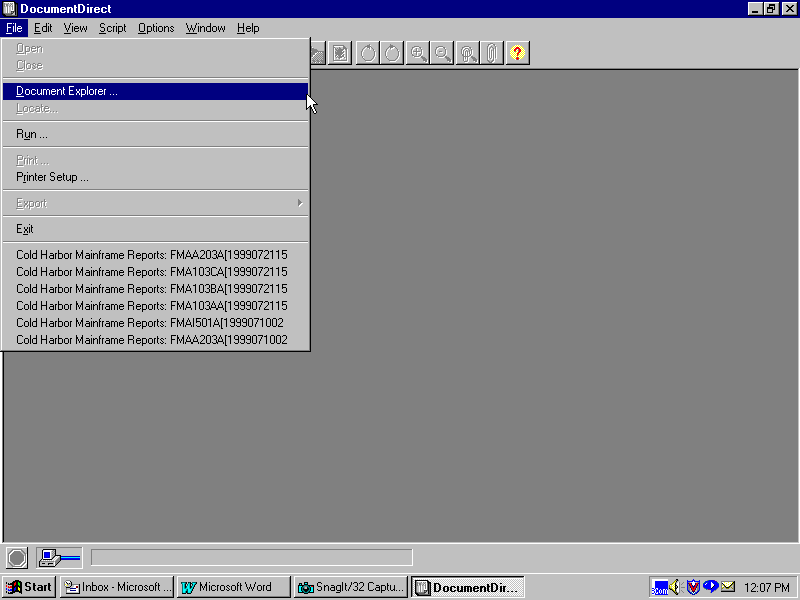 DocumentDirect
File Edit View Script Options Window Help
Open
Close
Document Explorer ...
Locate...
Run ...
Print ...
Printer Setup ...
Export
Exit
Cold Harbor Mainframe Reports: FMAA203A[1999072115
Cold Harbor Mainframe Reports: FMA103CA[1999072115
Cold Harbor Mainframe Reports: FMA103BA[1999072115
Cold Harbor Mainframe Reports: FMA103AA[1999072115
Cold Harbor Mainframe Reports: FMAI501A[1999071002
Cold Harbor Mainframe Reports: FMAA203A[1999071002
Start Inbox - Microsoft ... Microsoft Word SnagIt/32 Captu... DocumentDir... 3com 12:07 PM